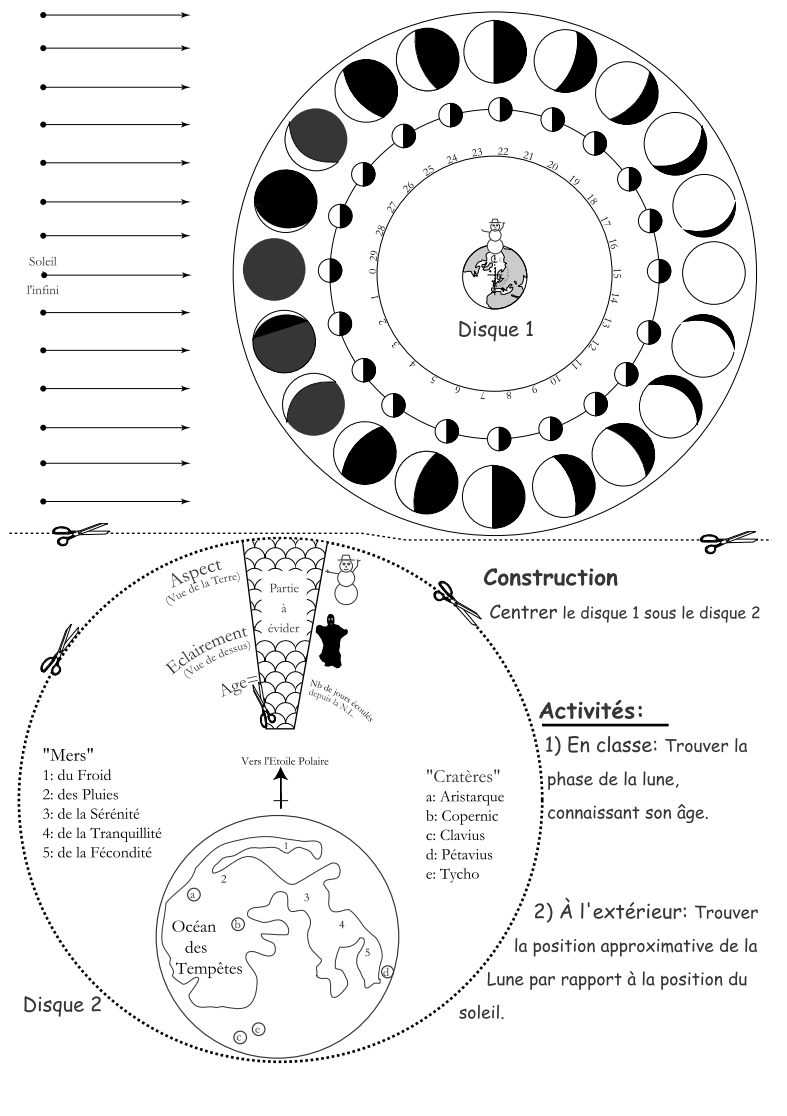 Soleil
l'infini
0
1
2
3
4
5
6
7
8
9
10
11
12
13
14
15
16
17
18
19
20
21
22
23
24
25
26
27
28
29
Disque 1
Aspect
(Vue de la Terre)
Partie
à
évider
Eclairement
(Vue de dessus)
Age=
Nb de jours écoulés
depuis la N.L.
Construction
Centrer le disque 1 sous le disque 2
Activités:
1) En classe: Trouver la
phase de la lune,
connaissant son âge.
2) À l'extérieur: Trouver
la position approximative de la
Lune par rapport à la position du
soleil.
"Mers"
1: du Froid
2: des Pluies
3: de la Sérénité
4: de la Tranquillité
5: de la Fécondité
Vers l'Etoile Polaire
"Cratères"
a: Aristarque
b: Copernic
c: Clavius
d: Pétavius
e: Tycho
1
2
3
4
5
a
b
c
d
e
Océan
des
Tempêtes
Disque 2